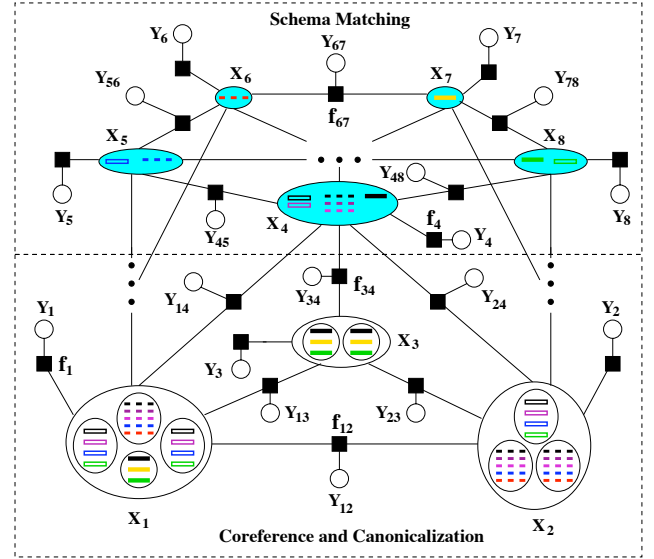 Schema Matching
Y6
Y67
Y7
Y56
X6
X7
Y78
f67
X5
X8
Y48
Y5
Y45
X4
f4
Y4
Y8
Y1
Y14
Y34
f34
Y24
Y2
f1
Y3
X3
Y13
f12
Y23
Y12
X1
X2
Coreference and Canonicalization